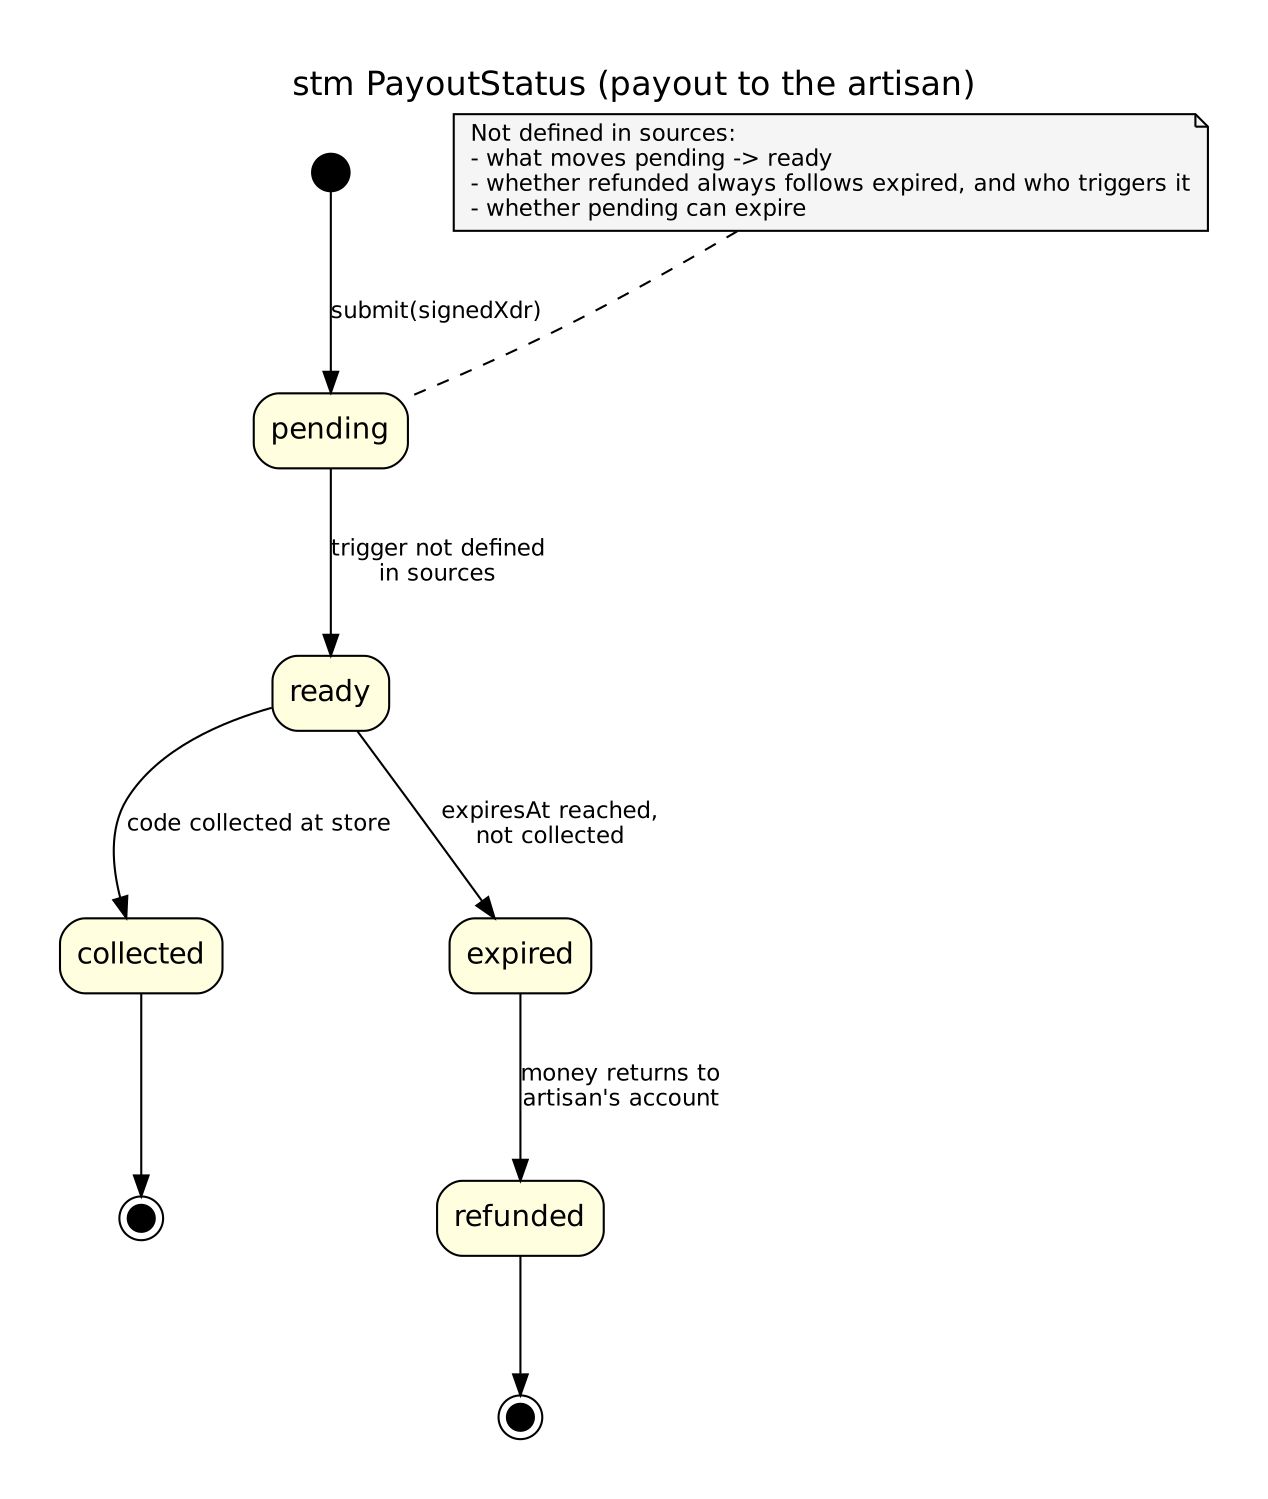 stm PayoutStatus (payout to the artisan)
Not defined in sources:
- what moves pending -> ready
- whether refunded always follows expired, and who triggers it
- whether pending can expire
submit(signedXdr)
pending
trigger not defined
in sources
ready
code collected at store
expiresAt reached,
not collected
collected
expired
money returns to
artisan's account
refunded